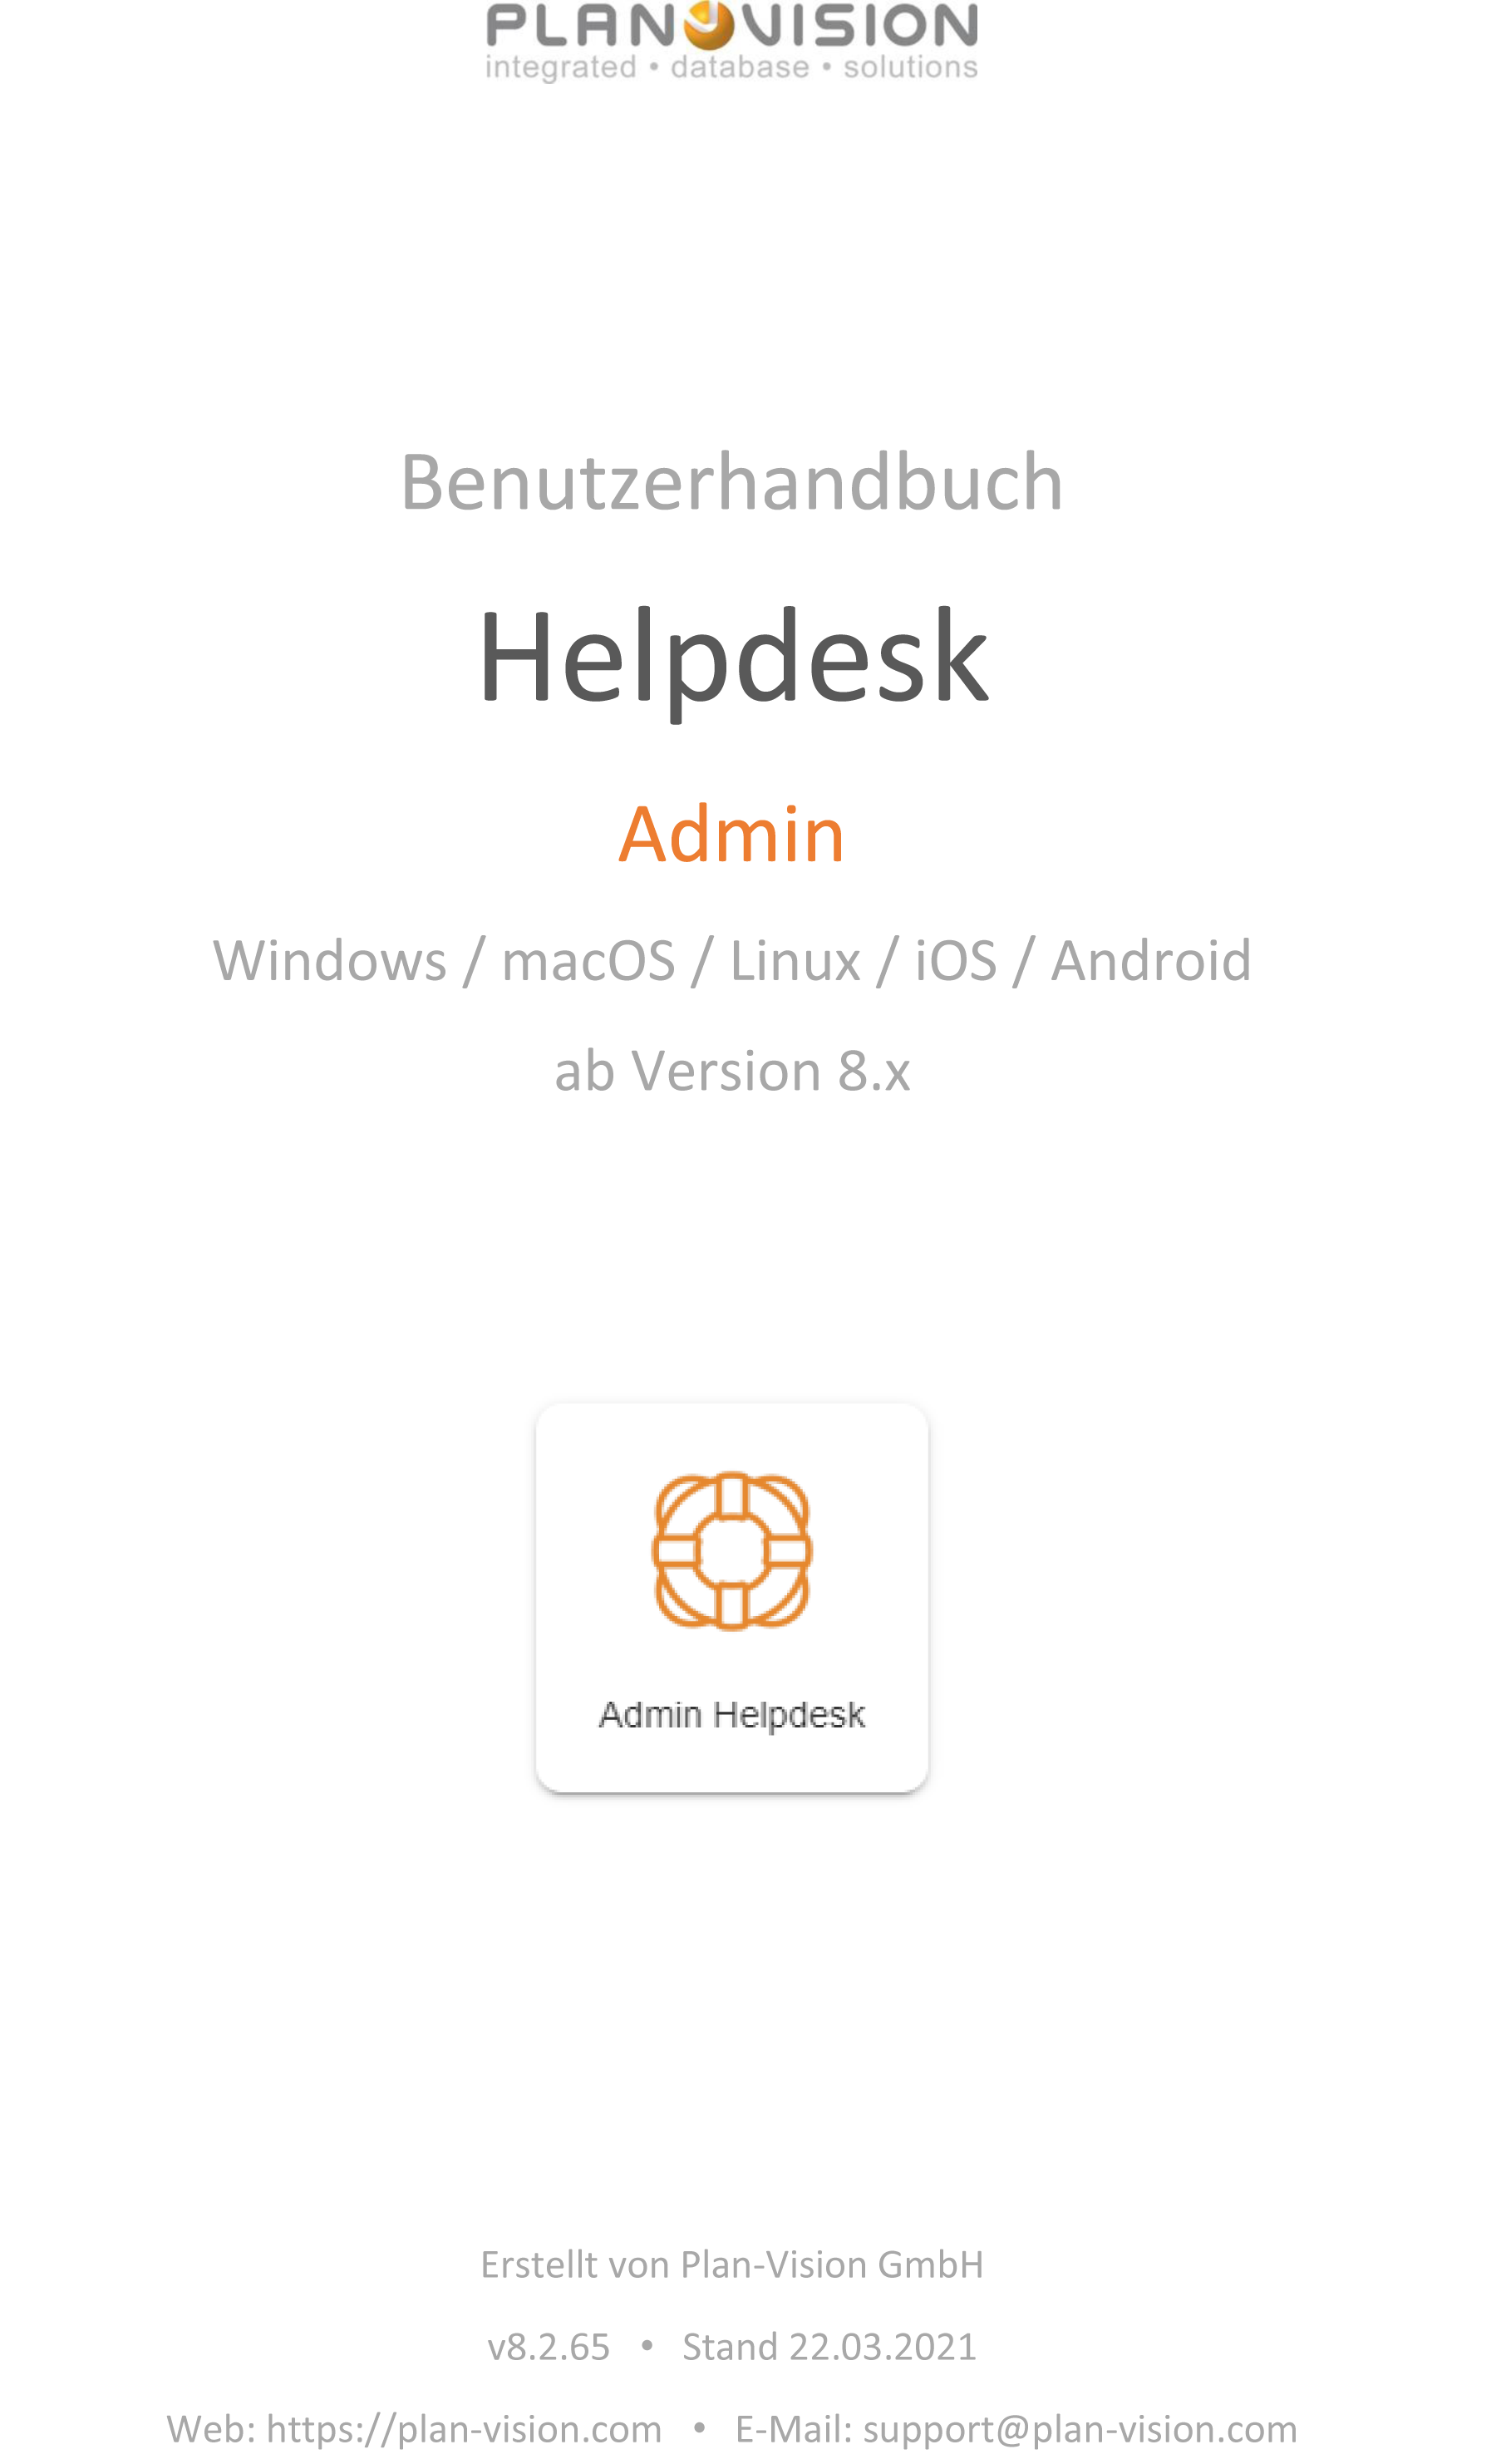 PLAN VISION
integrated • database • solutions
Benutzerhandbuch
Helpdesk
Admin
Windows / macOS / Linux / iOS / Android
ab Version 8.x
Admin Helpdesk
Erstellt von Plan-Vision GmbH
v8.2.65 • Stand 22.03.2021
Web: https://plan-vision.com • E-Mail: support@plan-vision.com